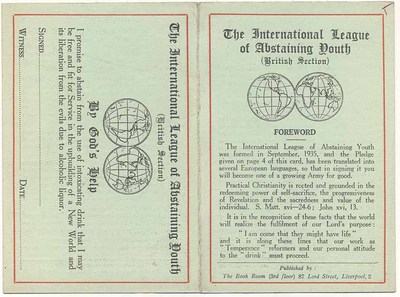 The International League
of Abstaining Youth
(British Section)
By God's Help
I promise to abstain from the use of intoxicating drink that I may
be free and fit for Service in the upbuilding of a New World and
its liberation from the evils due to alcoholic liquor.
SIGNED
WITNESS
DATE
The International League
of Abstaining Youth
(British Section)
FOREWORD
The International League of Abstaining Youth
was formed in September, 1935, and the Pledge
given on page 4 of this card, has been translated into
several European languages, so that in signing it you
will become one of a growing Army for good.
Practical Christianity is rooted and grounded in the
redeeming power of self-sacrifice, the progressiveness
of Revelation and the sacredness and value of the
individual. S. Matt. xvi—24.6 ; John xvi, 13.
It is in the recognition of these facts that the world
will realise the fulfilment of our Lord's purpose :
"I am come that they might have life"
and it is along these lines that our work as
"Temperance" reformers and our personal attitude
to the "drink" must proceed.
Published by :
The Book Room (3rd floor) 87 Lord Street, Liverpool, 2